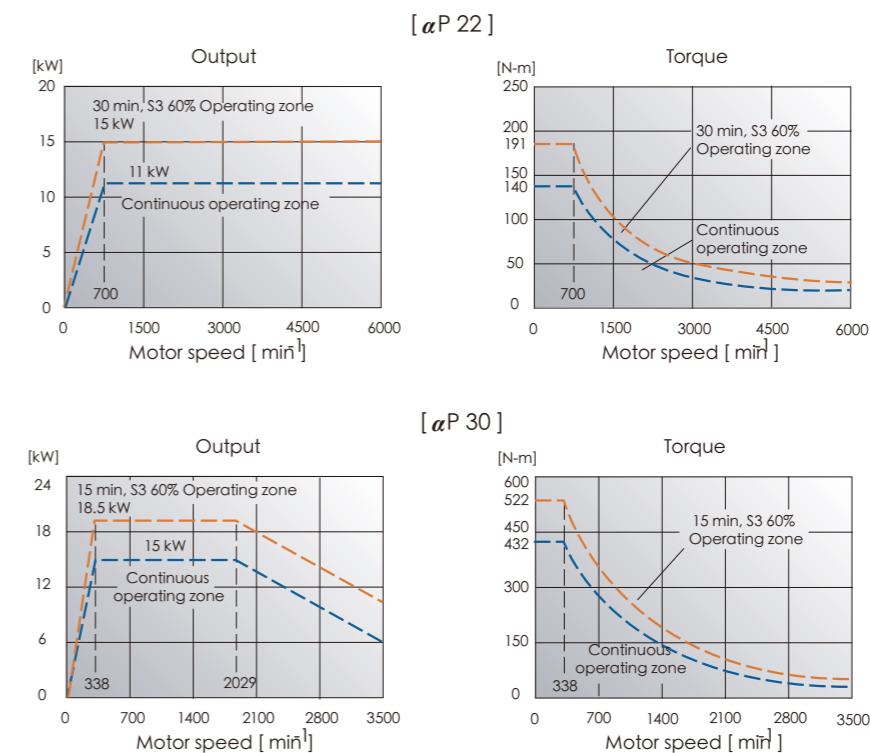 [ αP 22 ]
Output
[kW]
20
15
10
5
0
30 min, S3 60% Operating zone
15 kW
11 kW
Continuous operating zone
700
0 1500 3000 4500 6000
Motor speed [ min-1]
Torque
[N-m]
250
200
191
150
140
100
50
0
30 min, S3 60%
Operating zone
Continuous
operating zone
700
0 1500 3000 4500 6000
Motor speed [ min-1]
[ αP 30 ]
Output
[kW]
24
18
12
6
0
15 min, S3 60% Operating zone
18.5 kW
15 kW
Continuous
operating zone
338 2029
0 700 1400 2100 2800 3500
Motor speed [ min-1]
Torque
[N-m]
600
522
450
432
300
150
0
15 min, S3 60%
Operating zone
Continuous
operating zone
338
0 700 1400 2100 2800 3500
Motor speed [ min-1]